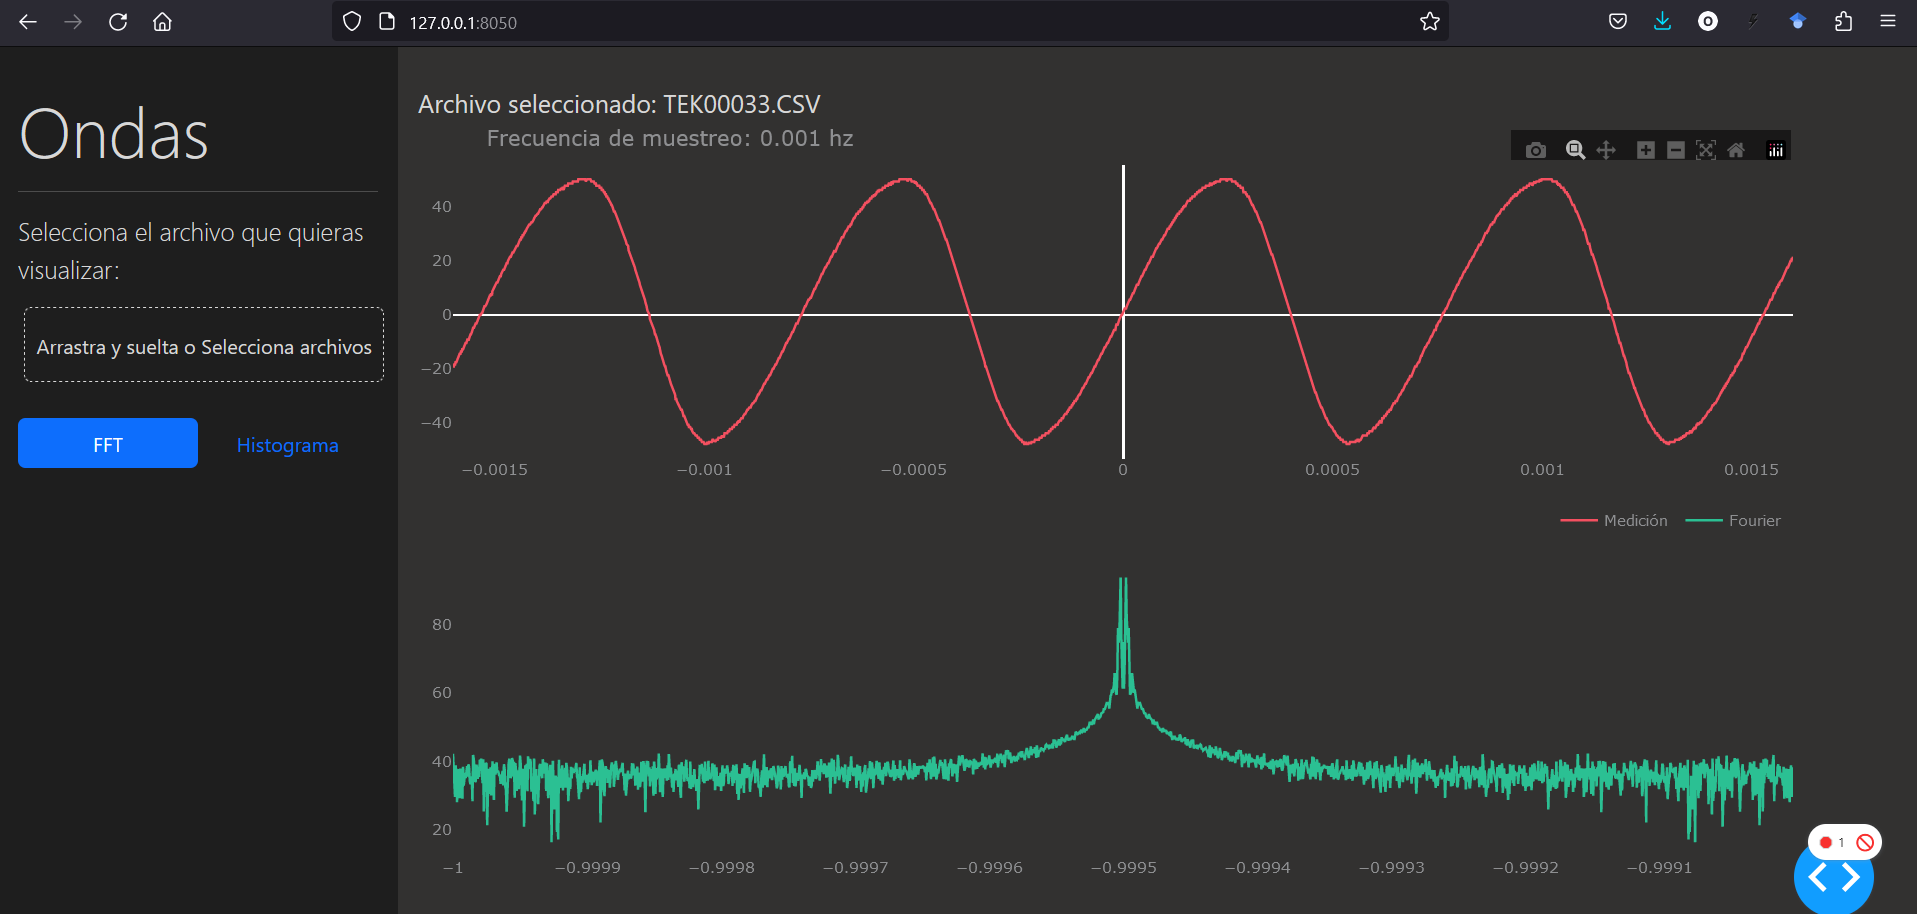 127.0.0.1:8050
Ondas
Selecciona el archivo que quieras
visualizar:
Arrastra y suelta o Selecciona archivos
FFT
Histograma
Archivo seleccionado: TEK00033.CSV
Frecuencia de muestreo: 0.001 hz
40
20
0
−20
−40
−0.0015 −0.001 −0.0005 0 0.0005 0.001 0.0015
Medición Fourier
80
60
40
20
−1 −0.9999 −0.9998 −0.9997 −0.9996 −0.9995 −0.9994 −0.9993 −0.9992 −0.9991
1